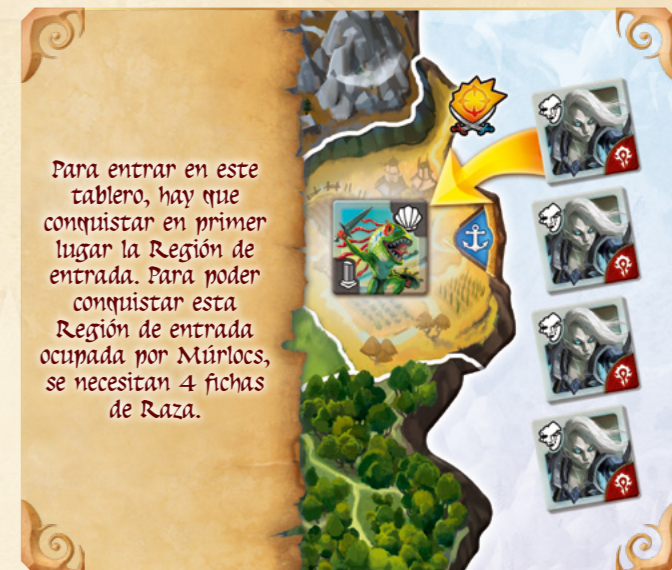 Para entrar en este
tablero, hay que
conquistar en primer
lugar la Región de
entrada. Para poder
conquistar esta
Región de entrada
ocupada por Múrlocs,
se necesitan 4 fichas
de Raza.